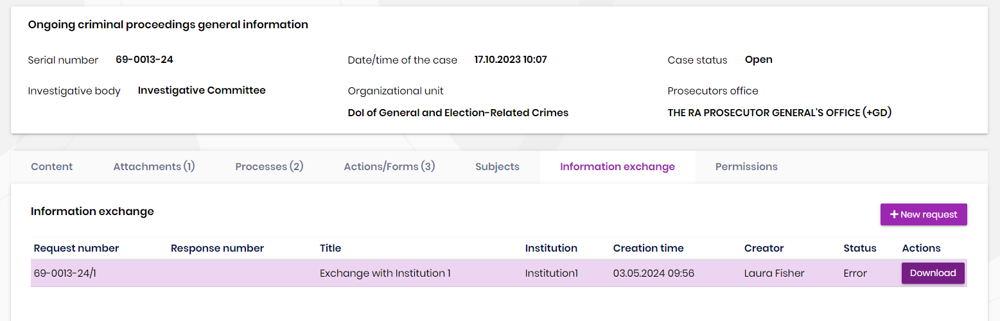 Ongoing criminal proceedings general information
Serial number 69-0013-24 Date/time of the case 17.10.2023 10:07 Case status Open
Investigative body Investigative Committee Organizational unit Prosecutors office
DoI of General and Election-Related Crimes THE RA PROSECUTOR GENERAL'S OFFICE (+GD)
Content Attachments (1) Processes (2) Actions/Forms (3) Subjects Information exchange Permissions
Information exchange
+ New request
Request number Response number Title Institution Creation time Creator Status Actions
69-0013-24/1 Exchange with Institution 1 Institution1 03.05.2024 09:56 Laura Fisher Error Download